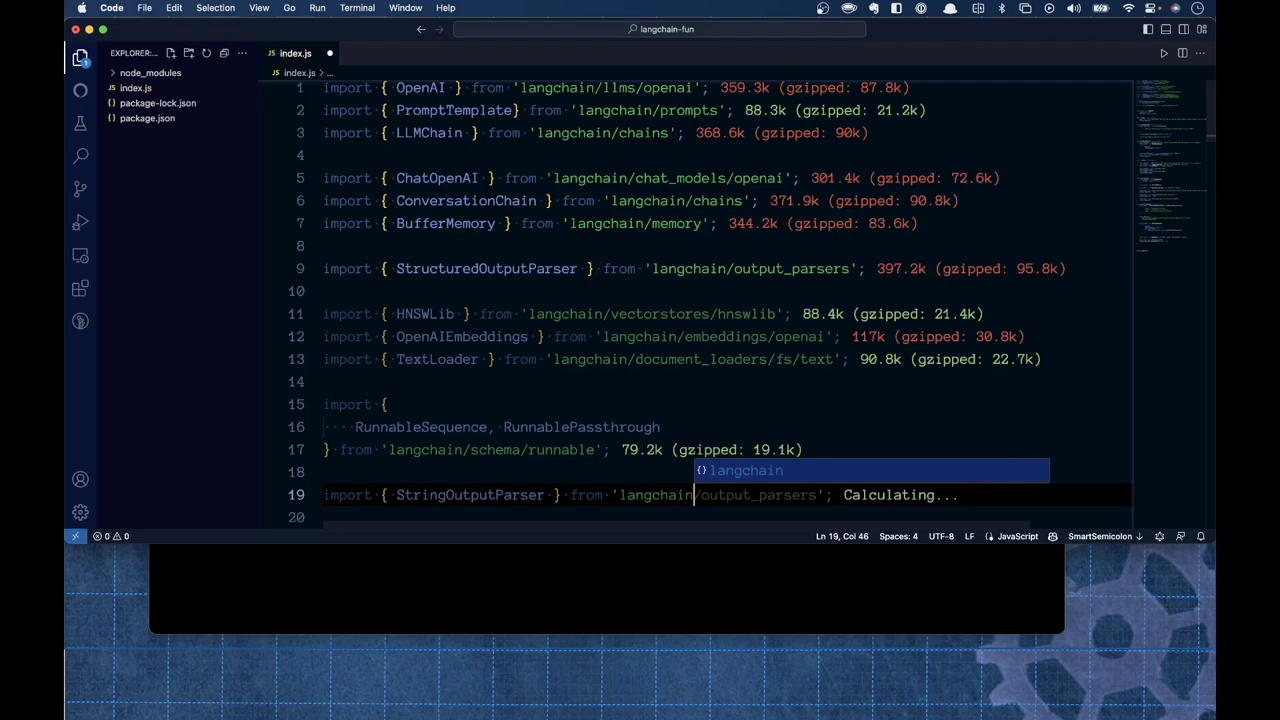 Code File Edit Selection View Go Run Terminal Window Help
langchain-fun
EXPLORER:...
index.js
node_modules
index.js
package-lock.json
package.json
JS index.js > ...
1 import { OpenAI } from 'langchain/llms/openai'; 359.3k (gzipped: 87.8k)
2 import { PromptTemplate} from 'langchain/prompts'; 88.3k (gzipped: 21.2k)
3 import { LLMChain } from 'langchain/chains'; 368.6k (gzipped: 90k)
4
5 import { ChatOpenAI } from 'langchain/chat_models/openai'; 301.4k (gzipped: 72.6k)
6 import { ConversationChain } from 'langchain/chains'; 371.9k (gzipped: 90.8k)
7 import { BufferMemory } from 'langchain/memory'; 344.2k (gzipped: 83.6k)
8
9 import { StructuredOutputParser } from 'langchain/output_parsers'; 397.2k (gzipped: 95.8k)
10
11 import { HNSWLib } from 'langchain/vectorstores/hnswlib'; 88.4k (gzipped: 21.4k)
12 import { OpenAIEmbeddings } from 'langchain/embeddings/openai'; 117k (gzipped: 30.8k)
13 import { TextLoader } from 'langchain/document_loaders/fs/text'; 90.8k (gzipped: 22.7k)
14
15 import {
16 ····RunnableSequence, RunnablePassthrough
17 } from 'langchain/schema/runnable'; 79.2k (gzipped: 19.1k)
18
{} langchain
19 import { StringOutputParser } from 'langchain/output_parsers'; Calculating...
20
0 0 Ln 19, Col 46 Spaces: 4 UTF-8 LF JavaScript SmartSemicolon